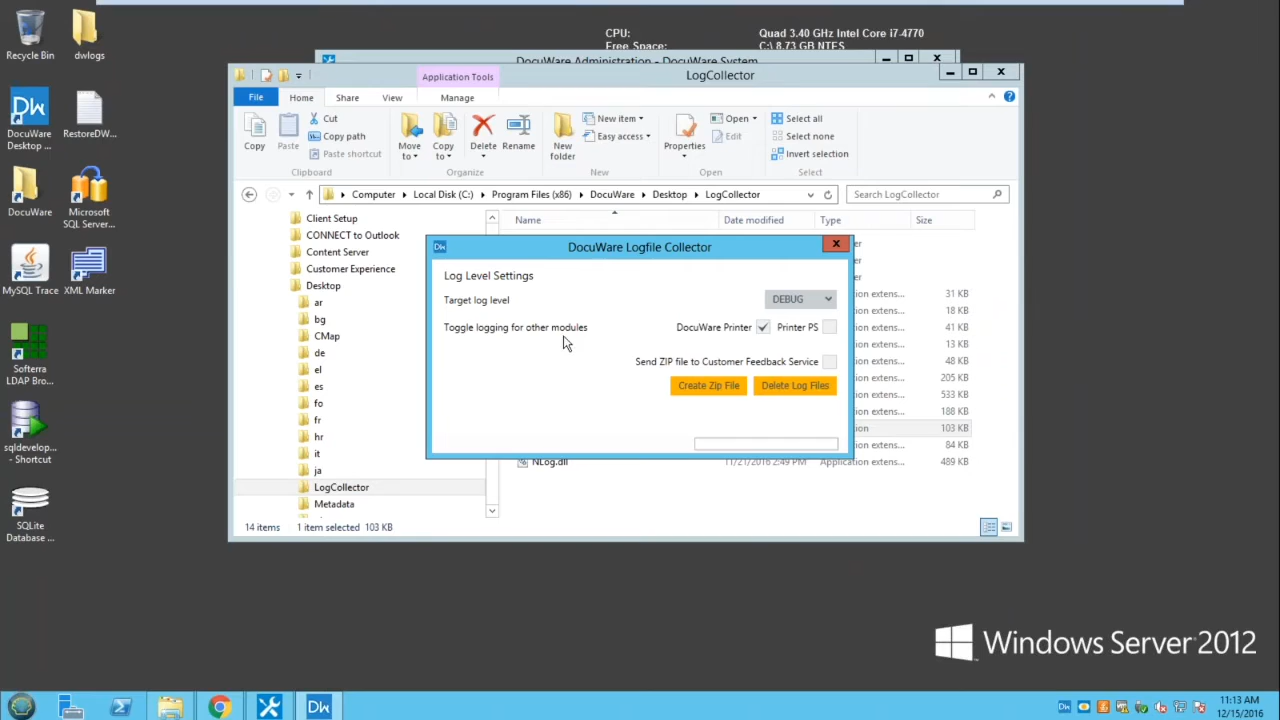 CPU: Quad 3.40 GHz Intel Core i7-4770
Free Space: C:\ 8.73 GB NTFS
Recycle Bin
dwlogs
DocuWare Desktop ...
RestoreDW...
DocuWare
Microsoft SQL Server...
MySQL Trace
XML Marker
Softerra LDAP Bro...
sqldevelop... - Shortcut
SQLite Database ...
DocuWare Administration - DocuWare System
Application Tools
LogCollector
File Home Share View Manage
Copy
Paste
Cut
Copy path
Paste shortcut
Clipboard
Move to
Copy to
Delete
Rename
Organize
New folder
New item
Easy access
New
Properties
Open
Edit
Open
Select all
Select none
Invert selection
Select
Computer Local Disk (C:) Program Files (x86) DocuWare Desktop LogCollector
Search LogCollector
Name Date modified Type Size
Client Setup
CONNECT to Outlook
Content Server
Customer Experience
Desktop
ar
bg
CMap
de
el
es
fo
fr
hr
it
ja
LogCollector
Metadata
er
er
er
ension exten...
DocuWare Logfile Collector
Log Level Settings
Target log level DEBUG
Toggle logging for other modules DocuWare Printer Printer PS
Send ZIP file to Customer Feedback Service
Create Zip File Delete Log Files
31 KB
18 KB
41 KB
13 KB
48 KB
205 KB
533 KB
188 KB
103 KB
84 KB
NLog.dll 11/21/2016 2:49 PM Application extens... 489 KB
14 items 1 item selected 103 KB
Windows Server 2012
11:13 AM
12/15/2016